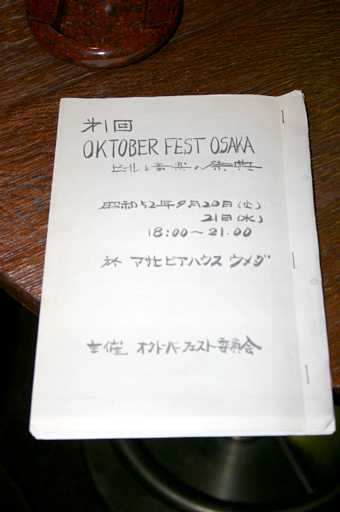 第1回
OKTOBER FEST OSAKA
ビールと音楽の祭典
昭和52年9月20日(火)
21日(水)
18:00～21.00
於 アサヒビアハウス ウメダ
主催 オクトーバーフェスト委員会